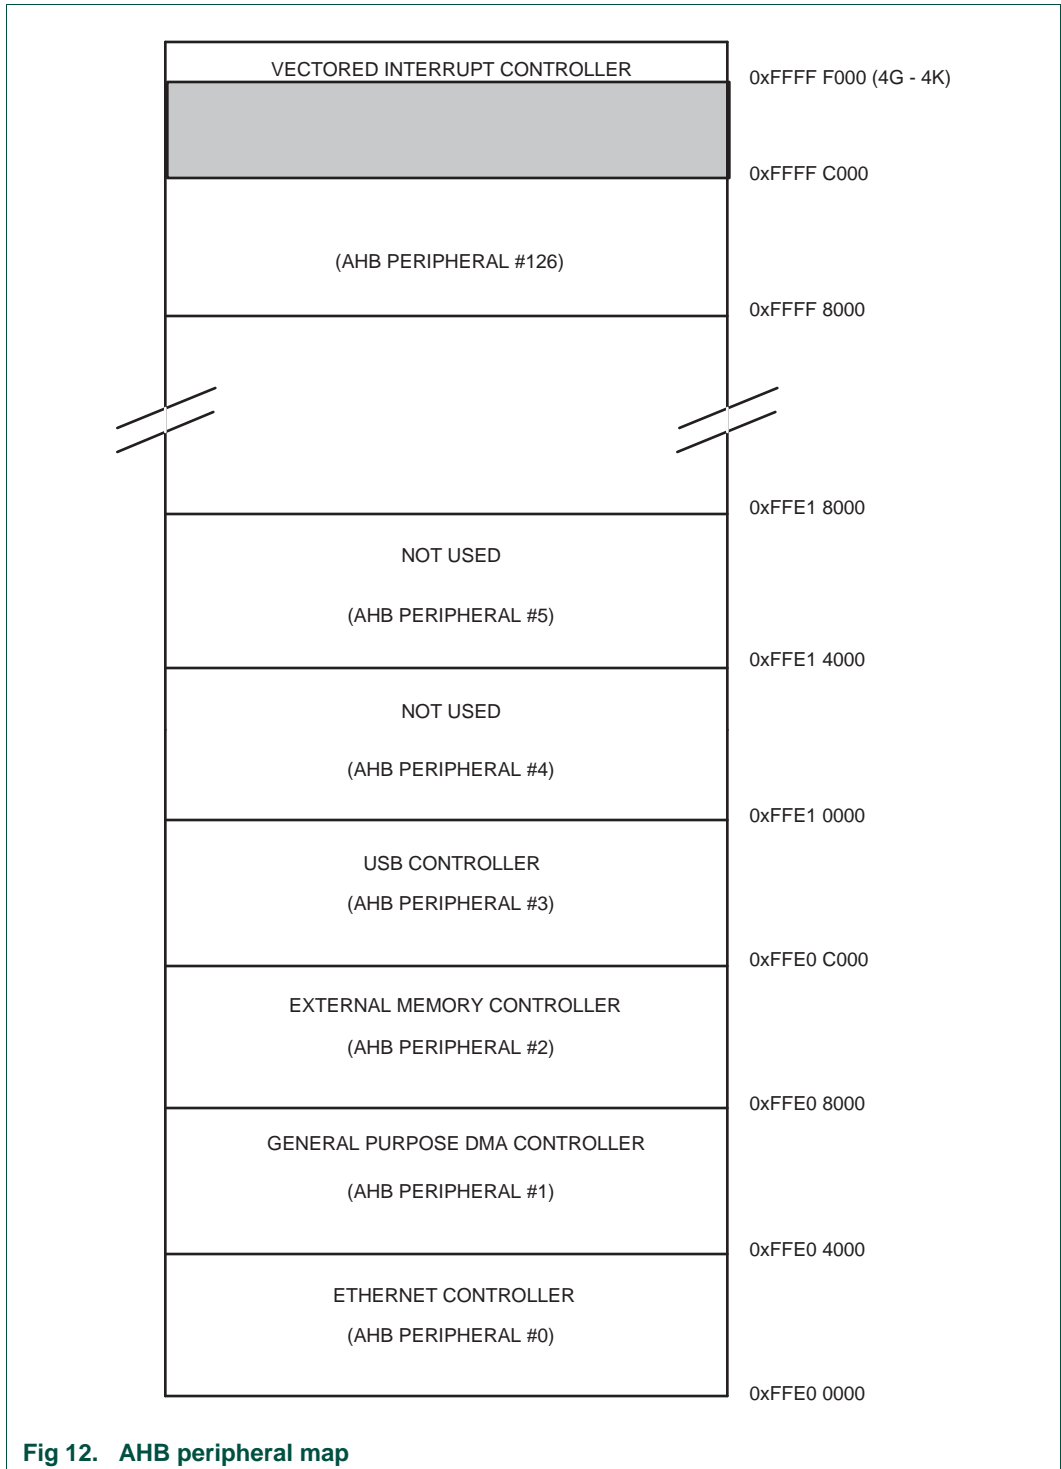 VECTORED INTERRUPT CONTROLLER
0xFFFF F000 (4G - 4K)
0xFFFF C000
(AHB PERIPHERAL #126)
0xFFFF 8000
0xFFE1 8000
NOT USED
(AHB PERIPHERAL #5)
0xFFE1 4000
NOT USED
(AHB PERIPHERAL #4)
0xFFE1 0000
USB CONTROLLER
(AHB PERIPHERAL #3)
0xFFE0 C000
EXTERNAL MEMORY CONTROLLER
(AHB PERIPHERAL #2)
0xFFE0 8000
GENERAL PURPOSE DMA CONTROLLER
(AHB PERIPHERAL #1)
0xFFE0 4000
ETHERNET CONTROLLER
(AHB PERIPHERAL #0)
0xFFE0 0000
Fig 12. AHB peripheral map